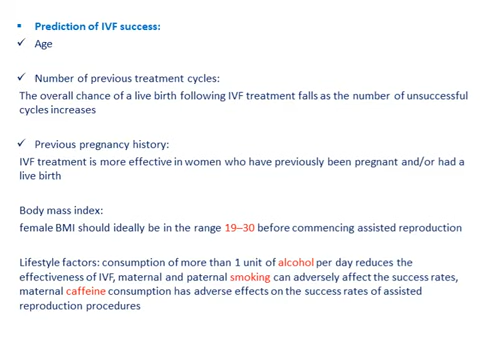 ▪ Prediction of IVF success:
✓ Age
✓ Number of previous treatment cycles:
The overall chance of a live birth following IVF treatment falls as the number of unsuccessful
cycles increases
✓ Previous pregnancy history:
IVF treatment is more effective in women who have previously been pregnant and/or had a
live birth
Body mass index:
female BMI should ideally be in the range 19–30 before commencing assisted reproduction
Lifestyle factors: consumption of more than 1 unit of alcohol per day reduces the
effectiveness of IVF, maternal and paternal smoking can adversely affect the success rates,
maternal caffeine consumption has adverse effects on the success rates of assisted
reproduction procedures